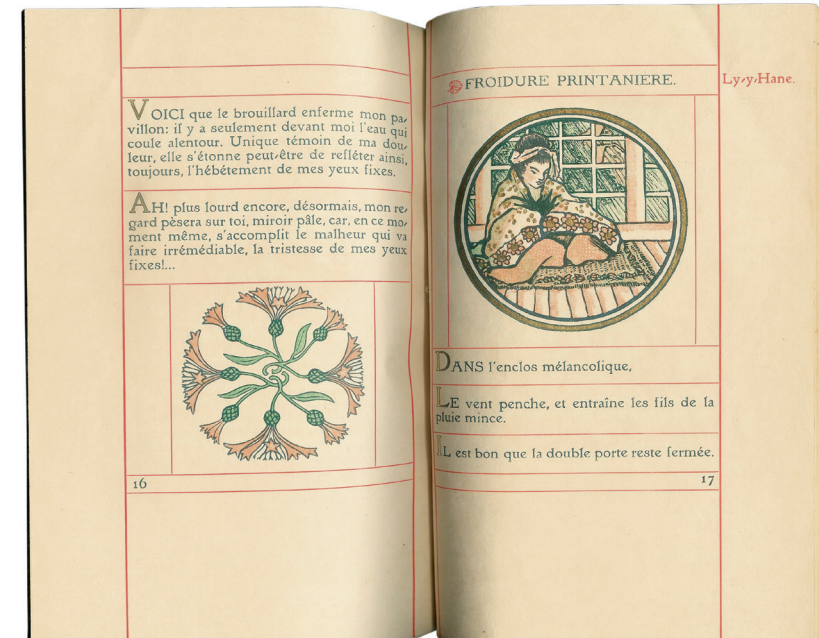 VOICI que le brouillard enferme mon pa-
villon: il y a seulement devant moi l'eau qui
coule alentour. Unique témoin de ma dou-
leur, elle s'étonne peut-être de refléter ainsi,
toujours, l'hébétement de mes yeux fixes.
AH! plus lourd encore, désormais, mon re-
gard pèsera sur toi, miroir pâle, car, en ce mo-
ment même, s'accomplit le malheur qui va
faire irrémédiable, la tristesse de mes yeux
fixes!...
16
FROIDURE PRINTANIÈRE.
Ly-y-Hane.
DANS l'enclos mélancolique,
LE vent penche, et entraîne les fils de la
pluie mince.
IL est bon que la double porte reste fermée.
17